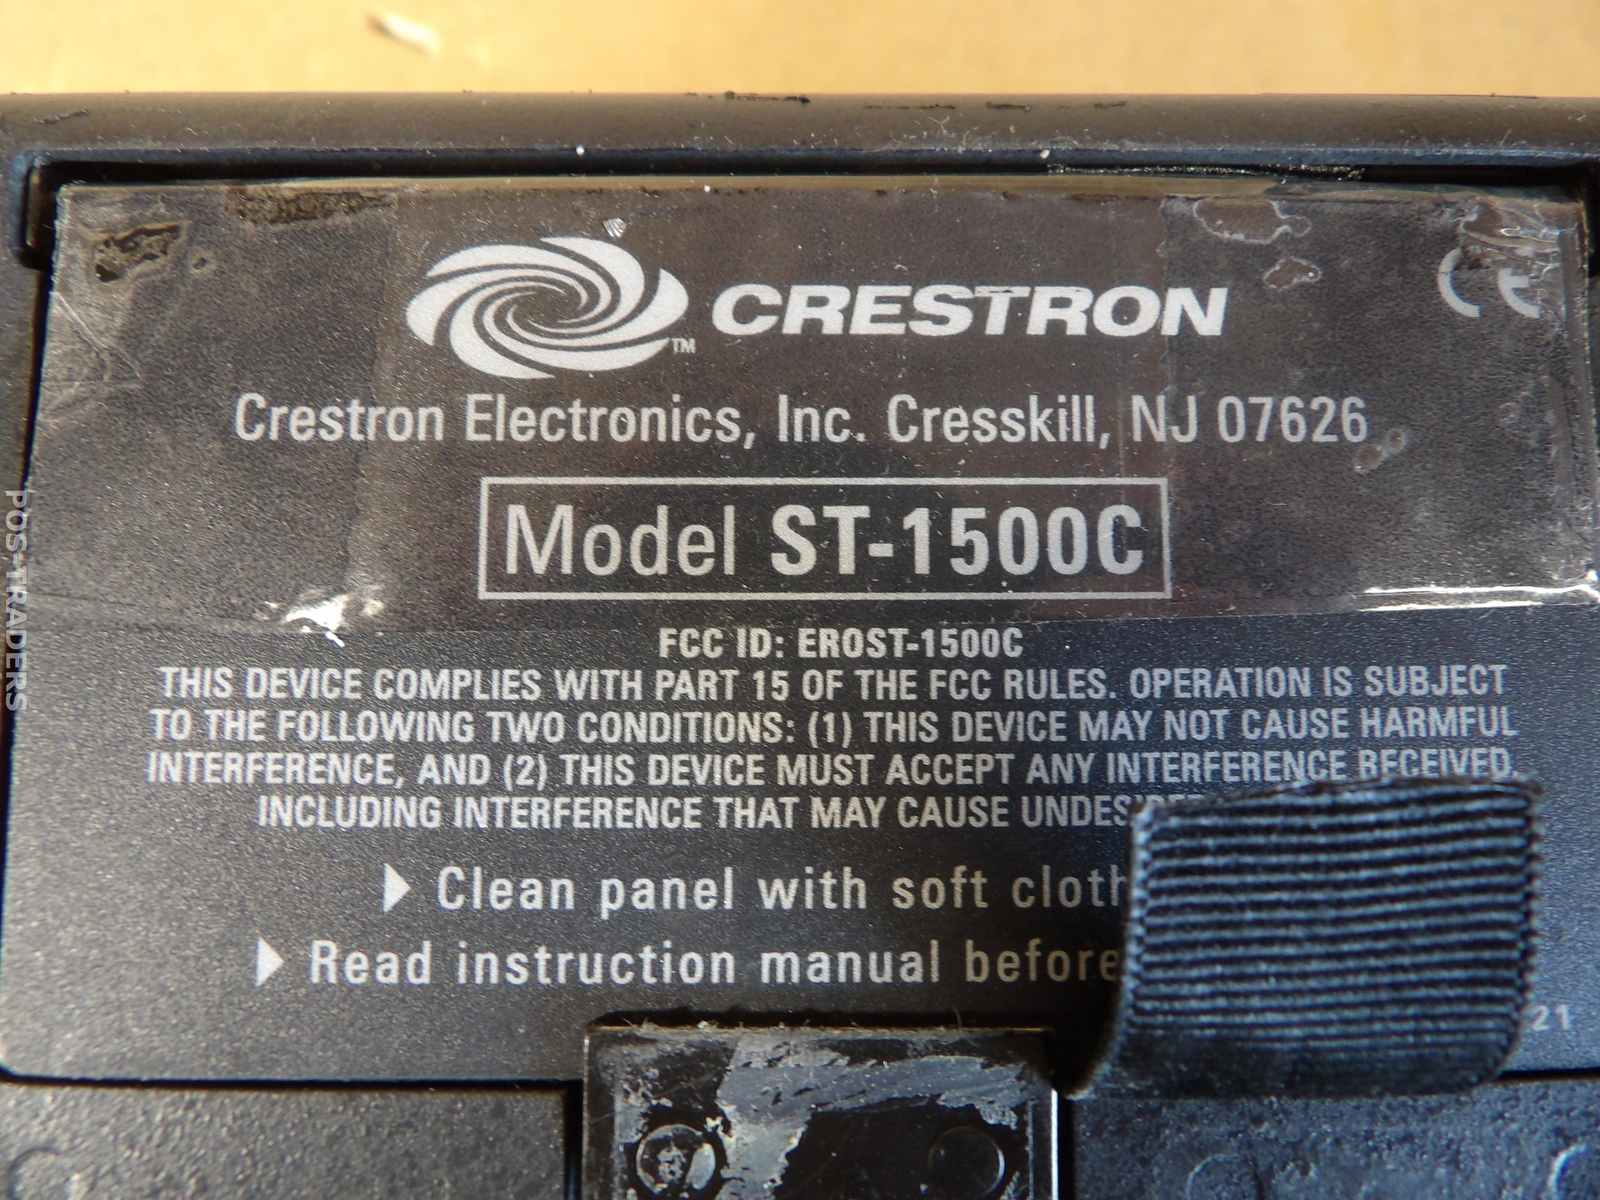 CRESTRON
TM
CE
Crestron Electronics, Inc. Cresskill, NJ 07626
Model ST-1500C
FCC ID: EROST-1500C
THIS DEVICE COMPLIES WITH PART 15 OF THE FCC RULES. OPERATION IS SUBJECT
TO THE FOLLOWING TWO CONDITIONS: (1) THIS DEVICE MAY NOT CAUSE HARMFUL
INTERFERENCE, AND (2) THIS DEVICE MUST ACCEPT ANY INTERFERENCE RECEIVED,
INCLUDING INTERFERENCE THAT MAY CAUSE
Clean panel with soft cloth
Read instruction manual before
21
POS-TRADERS